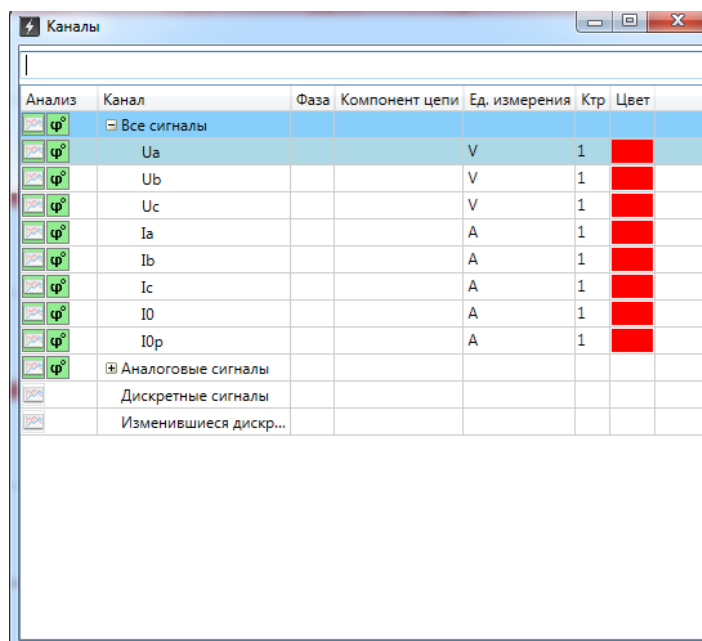 Каналы
Анализ Канал Фаза Компонент цепи Ед. измерения Ктр Цвет
φ° Все сигналы
φ° Ua V 1
φ° Ub V 1
φ° Uc V 1
φ° Ia A 1
φ° Ib A 1
φ° Ic A 1
φ° I0 A 1
φ° I0p A 1
φ° Аналоговые сигналы
Дискретные сигналы
Изменившиеся дискр...